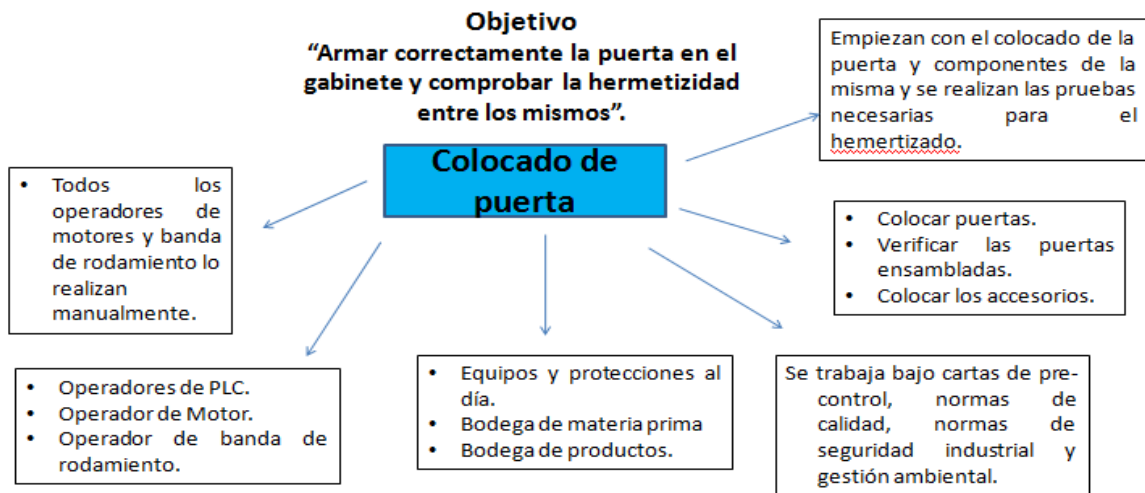 Objetivo
“Armar correctamente la puerta en el
gabinete y comprobar la hermetizidad
entre los mismos”.
Empiezan con el colocado de la
puerta y componentes de la
misma y se realizan las pruebas
necesarias para el
hemertizado.
Colocado de
puerta
• Todos los
operadores de
motores y banda
de rodamiento lo
realizan
manualmente.
• Colocar puertas.
• Verificar las puertas
ensambladas.
• Colocar los accesorios.
• Operadores de PLC.
• Operador de Motor.
• Operador de banda de
rodamiento.
• Equipos y protecciones al
día.
• Bodega de materia prima
• Bodega de productos.
Se trabaja bajo cartas de pre-
control, normas de
calidad, normas de
seguridad industrial y
gestión ambiental.